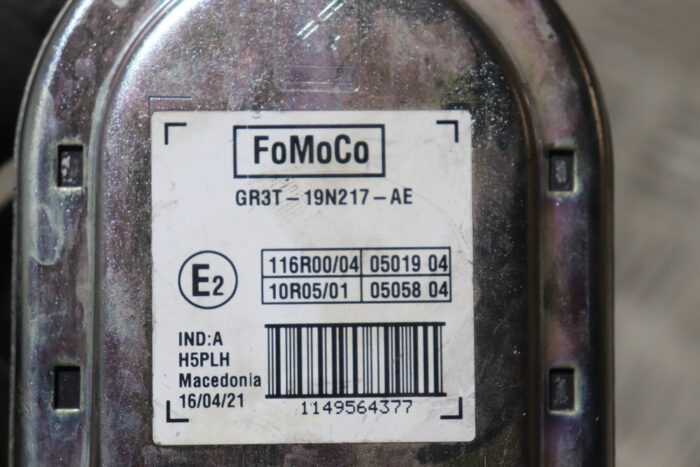 FoMoCo
GR3T-19N217-AE
E2
116R00/04 05019 04
10R05/01 05058 04
IND:A
H5PLH
Macedonia
16/04/21
1149564377